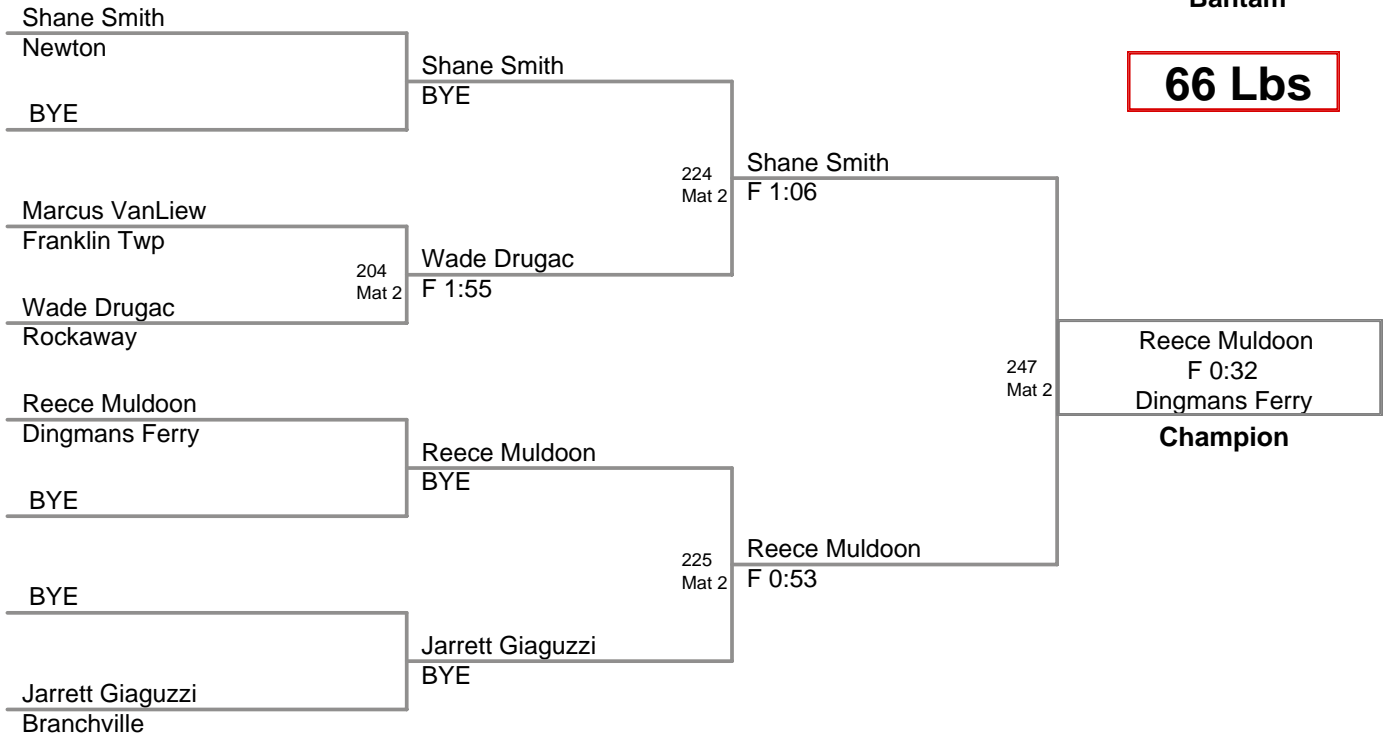 Bantam
66 Lbs
Shane Smith
Newton
BYE
Shane Smith
BYE
Marcus VanLiew
Franklin Twp
204
Mat 2
Wade Drugac
Rockaway
Wade Drugac
F 1:55
224
Mat 2
Shane Smith
F 1:06
Reece Muldoon
Dingmans Ferry
BYE
Reece Muldoon
BYE
BYE
Jarrett Giaguzzi
Branchville
Jarrett Giaguzzi
BYE
225
Mat 2
Reece Muldoon
F 0:53
247
Mat 2
Reece Muldoon
F 0:32
Dingmans Ferry
Champion